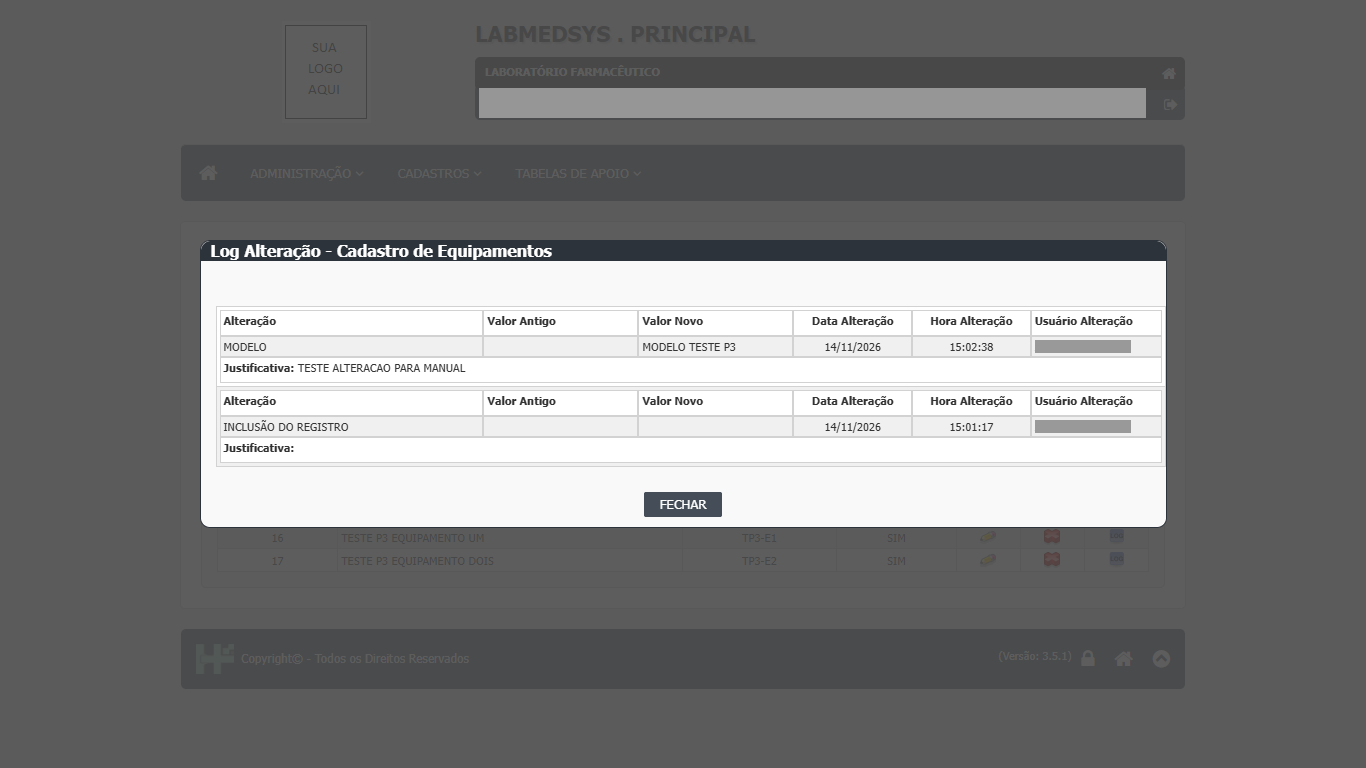 SUA
LOGO
AQUI
LABMEDSYS . PRINCIPAL
LABORATÓRIO FARMACÊUTICO
ADMINISTRAÇÃO CADASTROS TABELAS DE APOIO
Log Alteração - Cadastro de Equipamentos
Alteração Valor Antigo Valor Novo Data Alteração Hora Alteração Usuário Alteração
MODELO MODELO TESTE P3 14/11/2026 15:02:38
Justificativa: TESTE ALTERACAO PARA MANUAL
Alteração Valor Antigo Valor Novo Data Alteração Hora Alteração Usuário Alteração
INCLUSÃO DO REGISTRO 14/11/2026 15:01:17
Justificativa:
FECHAR
16 TESTE P3 EQUIPAMENTO UM TP3-E1 SIM
17 TESTE P3 EQUIPAMENTO DOIS TP3-E2 SIM
Copyright© - Todos os Direitos Reservados (Versão: 3.5.1)